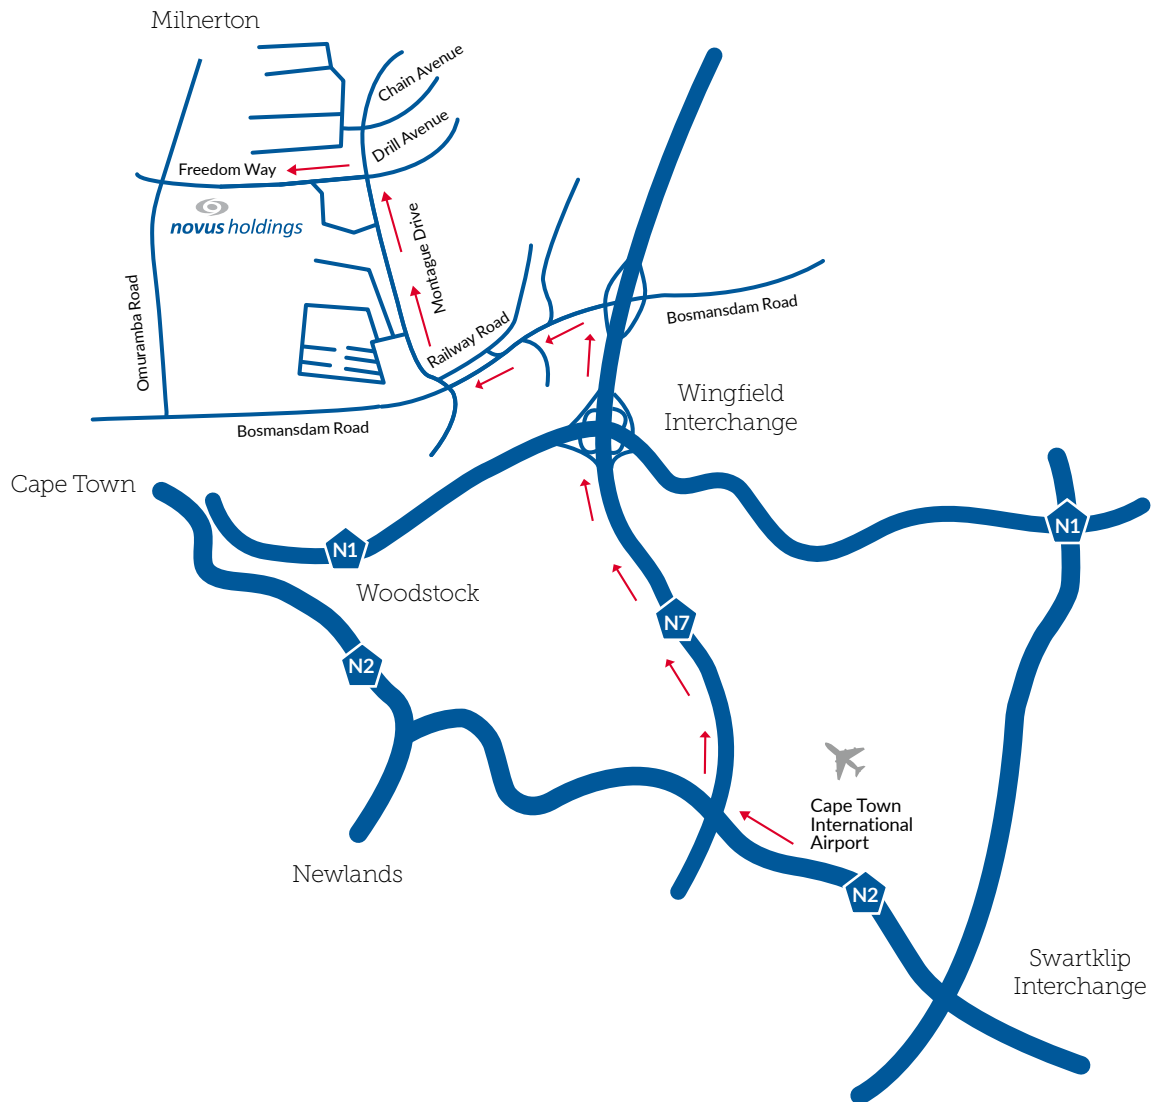 Milnerton
Chain Avenue
Drill Avenue
Freedom Way
novus holdings
Montague Drive
Omuramba Road
Railway Road
Bosmansdam Road
Bosmansdam Road
Wingfield
Interchange
Cape Town
N1
N1
Woodstock
N7
N2
Cape Town
International
Airport
Newlands
N2
Swartklip
Interchange